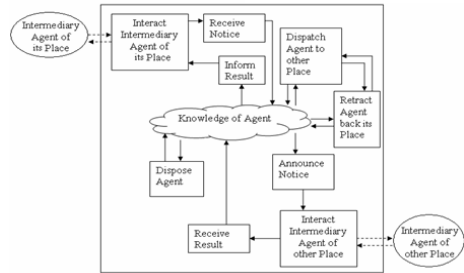 Intermediary
Agent of
its Place
Interact
Intermediary
Agent of
its Place
Receive
Notice
Dispatch
Agent to
other
Place
Inform
Result
Retract
Agent
back its
Place
Knowledge of Agent
Dispose
Agent
Announce
Notice
Receive
Result
Interact
Intermediary
Agent of
other Place
Intermediary
Agent of
other Place